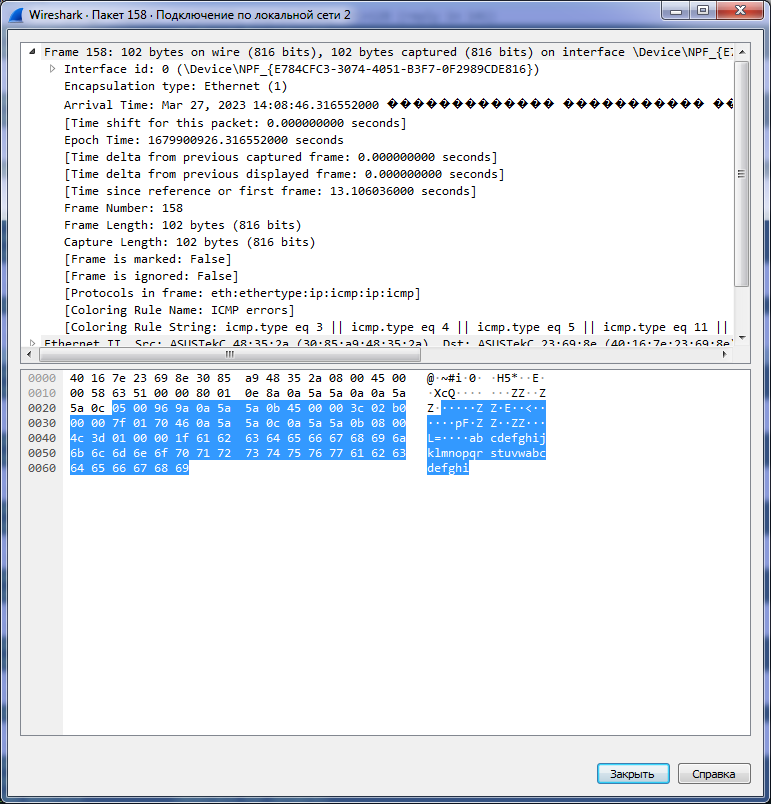 Wireshark · Пакет 158 · Подключение по локальной сети 2
Frame 158: 102 bytes on wire (816 bits), 102 bytes captured (816 bits) on interface \Device\NPF_{E7
Interface id: 0 (\Device\NPF_{E784CFC3-3074-4051-B3F7-0F2989CDE816})
Encapsulation type: Ethernet (1)
Arrival Time: Mar 27, 2023 14:08:46.316552000 ��������������� ������������� ��
[Time shift for this packet: 0.000000000 seconds]
Epoch Time: 1679900926.316552000 seconds
[Time delta from previous captured frame: 0.000000000 seconds]
[Time delta from previous displayed frame: 0.000000000 seconds]
[Time since reference or first frame: 13.106036000 seconds]
Frame Number: 158
Frame Length: 102 bytes (816 bits)
Capture Length: 102 bytes (816 bits)
[Frame is marked: False]
[Frame is ignored: False]
[Protocols in frame: eth:ethertype:ip:icmp:ip:icmp]
[Coloring Rule Name: ICMP errors]
[Coloring Rule String: icmp.type eq 3 || icmp.type eq 4 || icmp.type eq 5 || icmp.type eq 11 ||
Ethernet II, Src: ASUSTekC_48:35:2a (30:85:a9:48:35:2a), Dst: ASUSTekC_23:69:8e (40:16:7e:23:69:8e)
0000 40 16 7e 23 69 8e 30 85 a9 48 35 2a 08 00 45 00 @·~#i·0· ·H5*··E·
0010 00 58 63 51 00 00 80 01 0e 8a 0a 5a 5a 0a 0a 5a ·XcQ···· ···ZZ··Z
0020 5a 0c 05 00 96 9a 0a 5a 5a 0b 45 00 00 3c 02 b0 Z······Z Z·E··<··
0030 00 00 7f 01 70 46 0a 5a 5a 0c 0a 5a 5a 0b 08 00 ····pF·Z Z··ZZ···
0040 4c 3d 01 00 00 1f 61 62 63 64 65 66 67 68 69 6a L=····ab cdefghij
0050 6b 6c 6d 6e 6f 70 71 72 73 74 75 76 77 61 62 63 klmnopqr stuvwabc
0060 64 65 66 67 68 69 defghi
Закрыть Справка